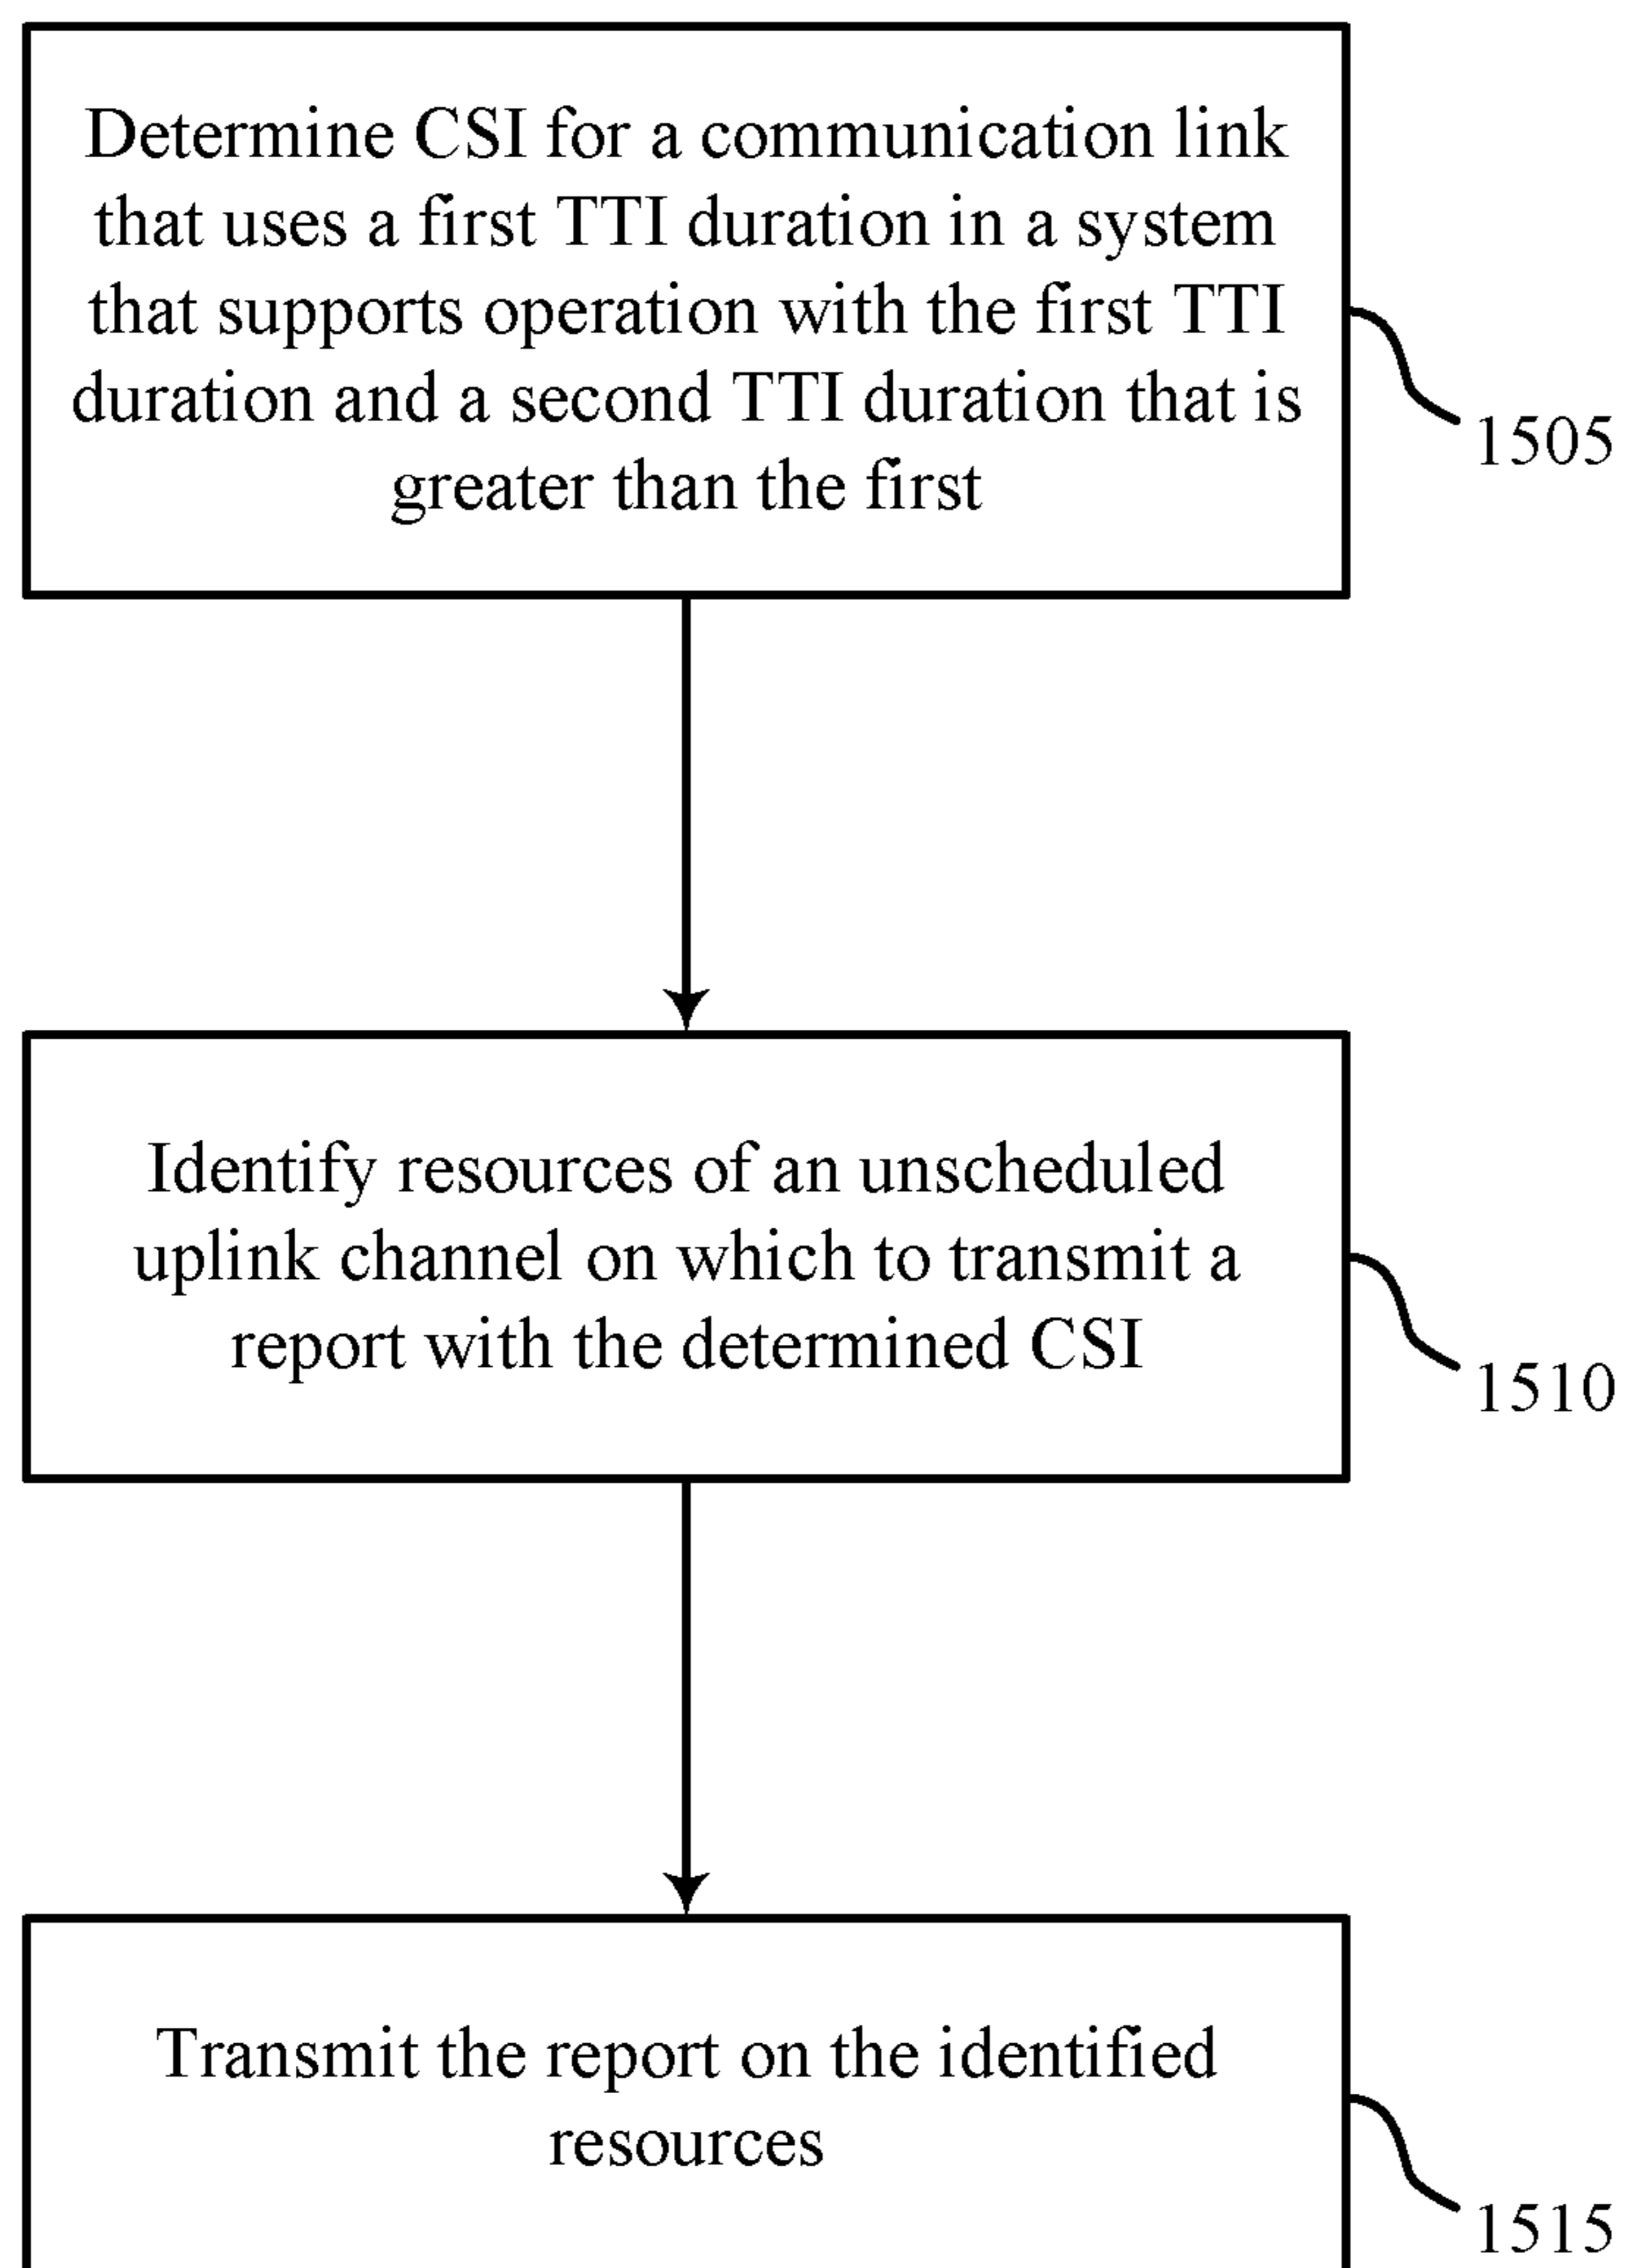 Determine CSI for a communication link
that uses a first TTI duration in a system
that supports operation with the first TTI
duration and a second TTI duration that is
greater than the first
1505
Identify resources of an unscheduled
uplink channel on which to transmit a
report with the determined CSI
1510
Transmit the report on the identified
resources
1515